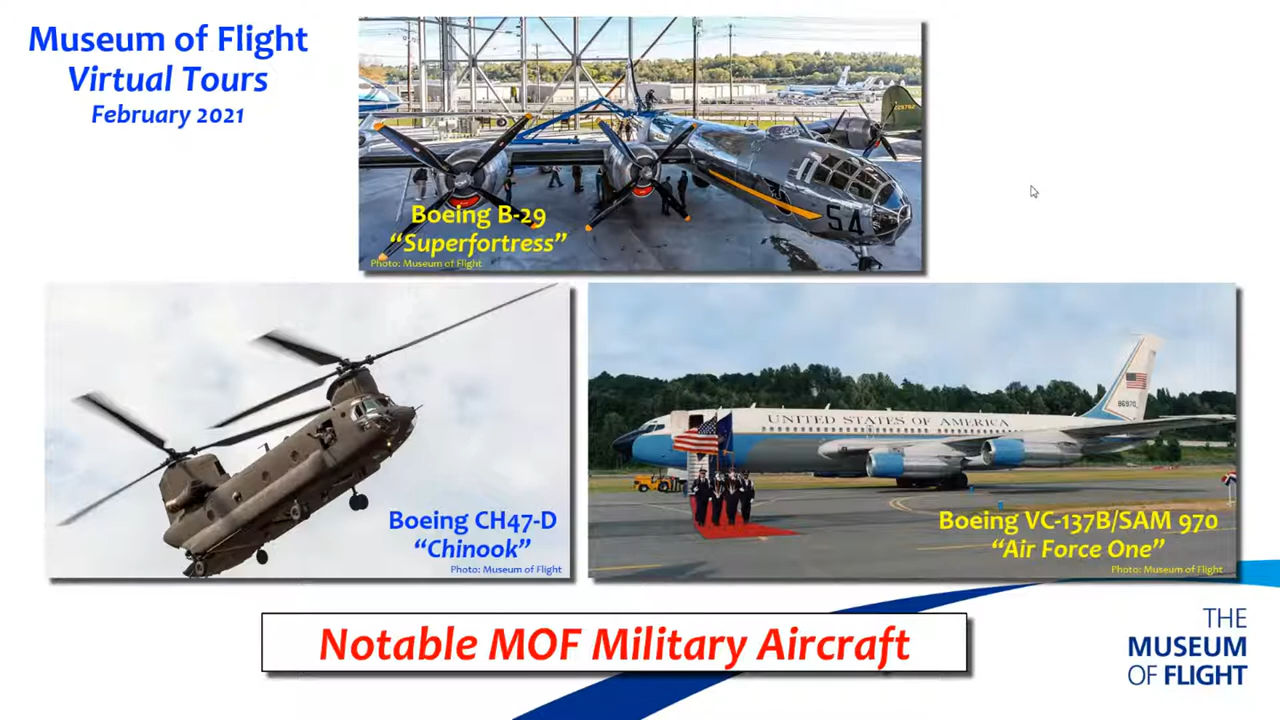 Museum of Flight
Virtual Tours
February 2021
54
Boeing B-29
“Superfortress”
Photo: Museum of Flight
UNITED STATES OF AMERICA
86970
Boeing CH47-D
“Chinook”
Photo: Museum of Flight
Boeing VC-137B/SAM 970
“Air Force One”
Photo: Museum of Flight
Notable MOF Military Aircraft
THE
MUSEUM
OF FLIGHT